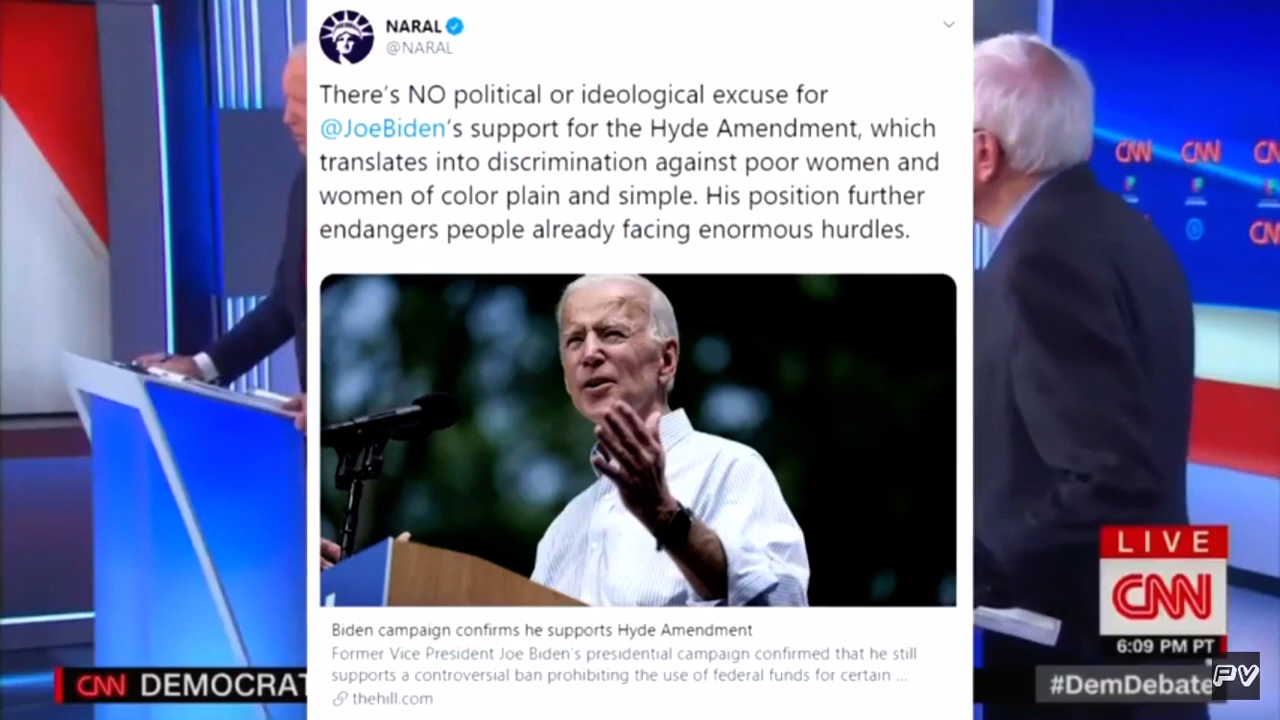 NARAL
@NARAL
There's NO political or ideological excuse for
@JoeBiden's support for the Hyde Amendment, which
translates into discrimination against poor women and
women of color plain and simple. His position further
endangers people already facing enormous hurdles.
Biden campaign confirms he supports Hyde Amendment
Former Vice President Joe Biden's presidential campaign confirmed that he still
supports a controversial ban prohibiting the use of federal funds for certain ...
thehill.com
CNN CNN CN
CN
LIVE
CNN
6:09 PM PT
CNN DEMOCRAT
#DemDebate
PV